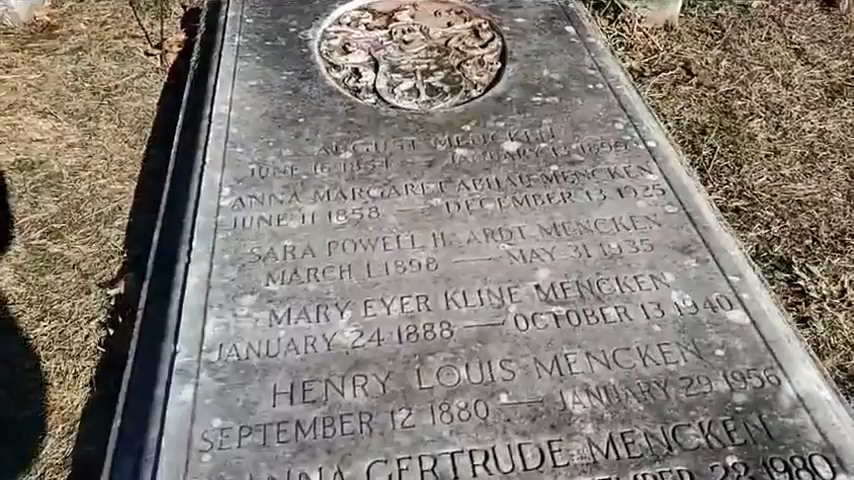 AUGUST MENCKEN
JUNE 16 1854 – JANUARY 13 1899
ANNA MARGARET ABHAU MENCKEN
JUNE 11 1858 – DECEMBER 13 1925
SARA POWELL HAARDT MENCKEN
MARCH 1 1898 – MAY 31 1935
MARY EYER KLINE MENCKEN
JANUARY 24 1888 – OCTOBER 13 1940
HENRY LOUIS MENCKEN
SEPTEMBER 12 1880 – JANUARY 29 1956
ANNA GERTRUDE MENCKEN
1980